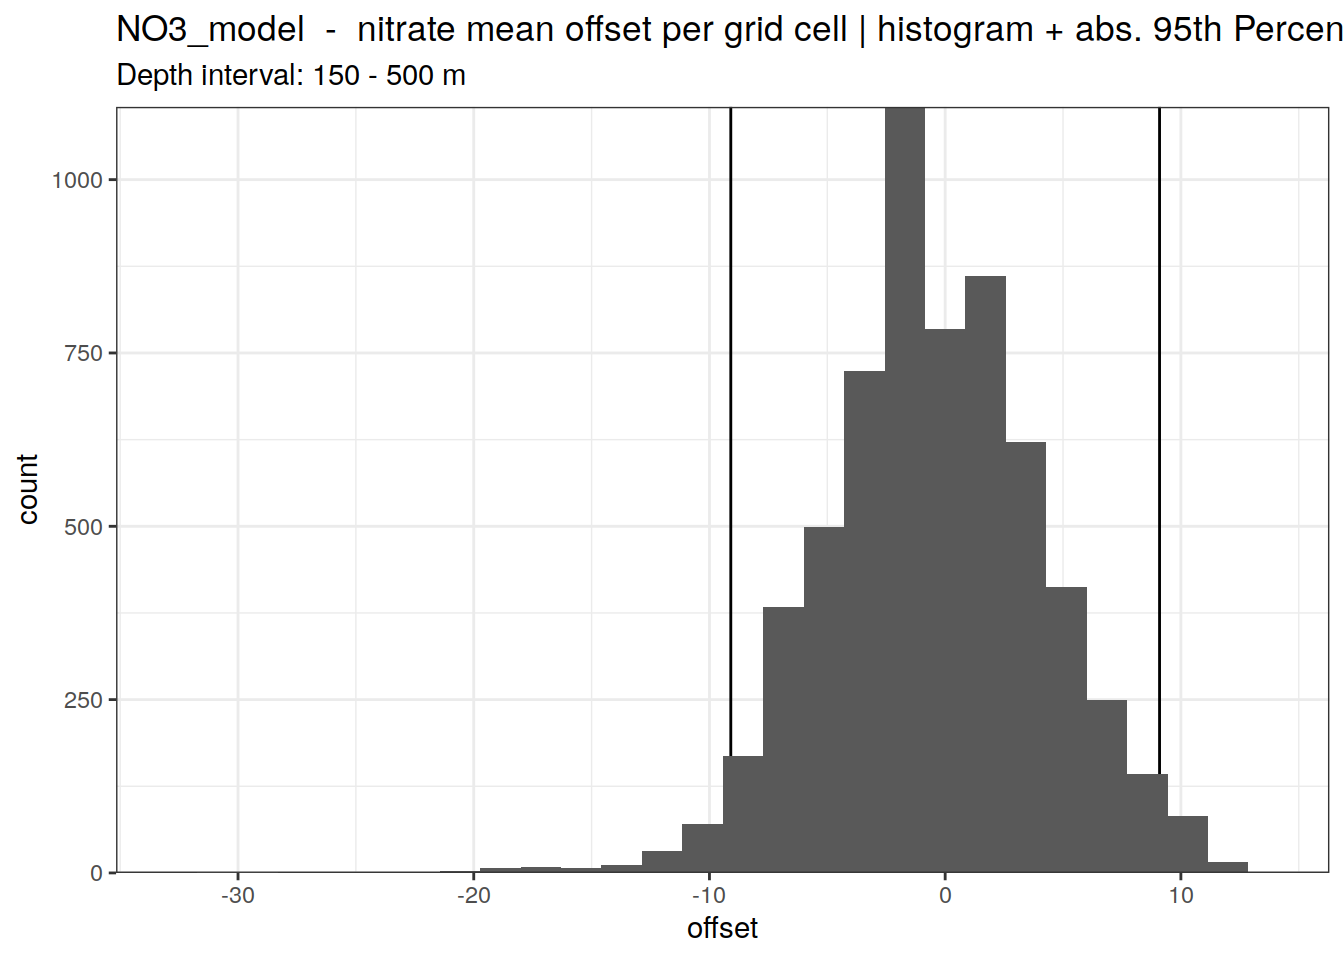 NO3_model - nitrate mean offset per grid cell | histogram + abs. 95th Percen
Depth interval: 150 - 500 m
1000
750
500
250
0
count
-30 -20 -10 0 10
offset